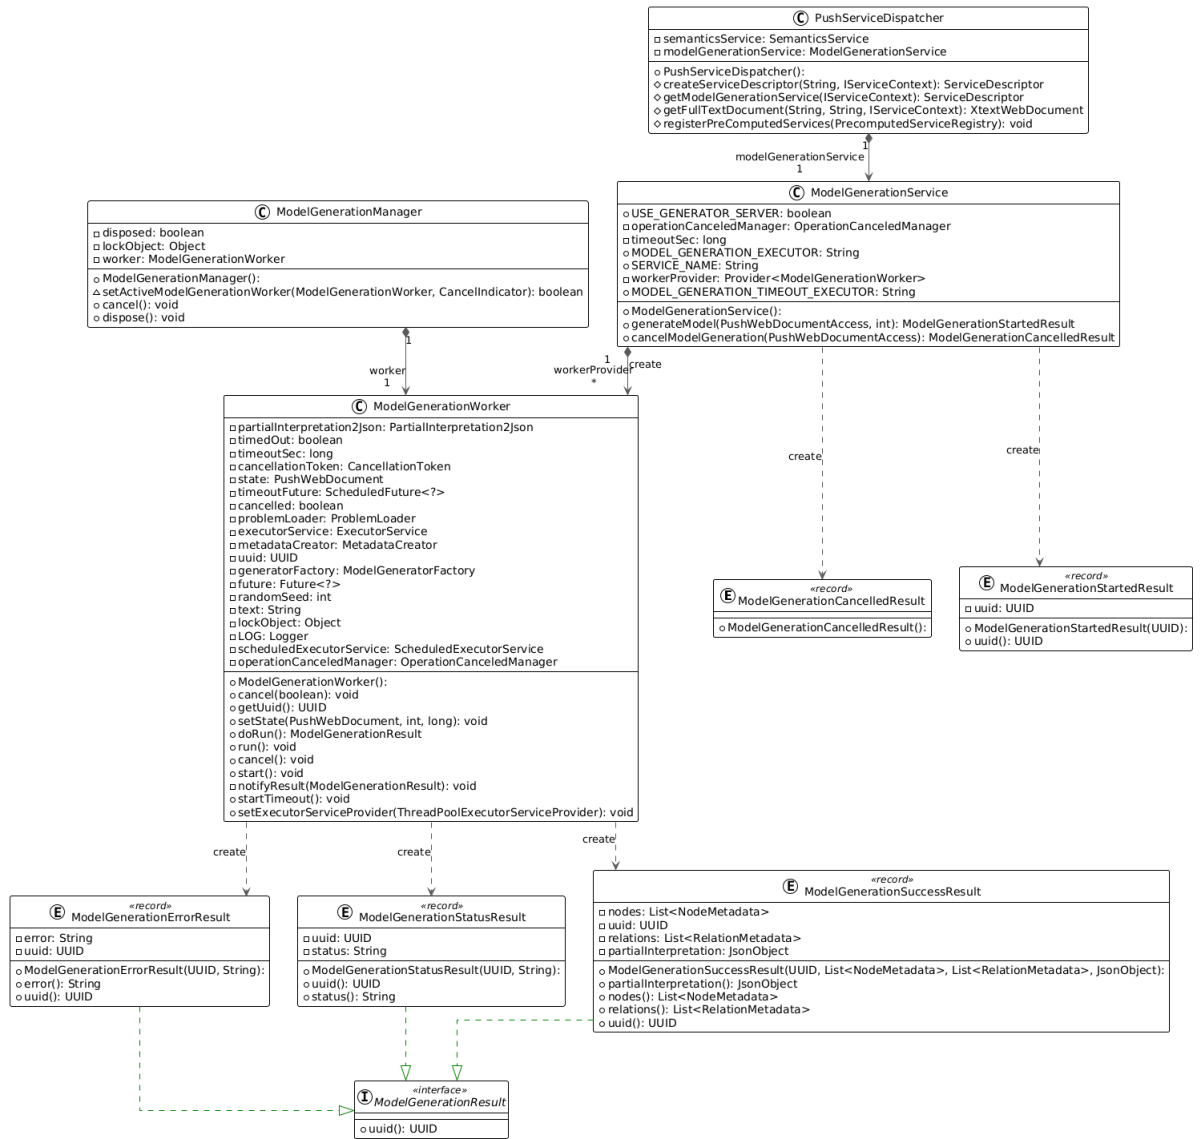 PushServiceDispatcher
semanticsService: SemanticsService
modelGenerationService: ModelGenerationService
PushServiceDispatcher():
createServiceDescriptor(String, IServiceContext): ServiceDescriptor
getModelGenerationService(IServiceContext): ServiceDescriptor
getFullTextDocument(String, String, IServiceContext): XtextWebDocument
registerPreComputedServices(PrecomputedServiceRegistry): void
1
modelGenerationService
1
ModelGenerationService
USE_GENERATOR_SERVER: boolean
operationCanceledManager: OperationCanceledManager
timeoutSec: long
MODEL_GENERATION_EXECUTOR: String
SERVICE_NAME: String
workerProvider: Provider<ModelGenerationWorker>
MODEL_GENERATION_TIMEOUT_EXECUTOR: String
ModelGenerationService():
generateModel(PushWebDocumentAccess, int): ModelGenerationStartedResult
cancelModelGeneration(PushWebDocumentAccess): ModelGenerationCancelledResult
ModelGenerationManager
disposed: boolean
lockObject: Object
worker: ModelGenerationWorker
ModelGenerationManager():
setActiveModelGenerationWorker(ModelGenerationWorker, CancelIndicator): boolean
cancel(): void
dispose(): void
1
worker
1
1
workerProvider
*
create
create
create
ModelGenerationWorker
partialInterpretation2Json: PartialInterpretation2Json
timedOut: boolean
timeoutSec: long
cancellationToken: CancellationToken
state: PushWebDocument
timeoutFuture: ScheduledFuture<?>
cancelled: boolean
problemLoader: ProblemLoader
executorService: ExecutorService
metadataCreator: MetadataCreator
uuid: UUID
generatorFactory: ModelGeneratorFactory
future: Future<?>
randomSeed: int
text: String
lockObject: Object
LOG: Logger
scheduledExecutorService: ScheduledExecutorService
operationCanceledManager: OperationCanceledManager
ModelGenerationWorker():
cancel(boolean): void
getUuid(): UUID
setState(PushWebDocument, int, long): void
doRun(): ModelGenerationResult
run(): void
cancel(): void
start(): void
notifyResult(ModelGenerationResult): void
startTimeout(): void
setExecutorServiceProvider(ThreadPoolExecutorServiceProvider): void
«record»
ModelGenerationCancelledResult
ModelGenerationCancelledResult():
«record»
ModelGenerationStartedResult
uuid: UUID
ModelGenerationStartedResult(UUID):
uuid(): UUID
create
create
create
«record»
ModelGenerationErrorResult
error: String
uuid: UUID
ModelGenerationErrorResult(UUID, String):
error(): String
uuid(): UUID
«record»
ModelGenerationStatusResult
uuid: UUID
status: String
ModelGenerationStatusResult(UUID, String):
uuid(): UUID
status(): String
«record»
ModelGenerationSuccessResult
nodes: List<NodeMetadata>
uuid: UUID
relations: List<RelationMetadata>
partialInterpretation: JsonObject
ModelGenerationSuccessResult(UUID, List<NodeMetadata>, List<RelationMetadata>, JsonObject):
partialInterpretation(): JsonObject
nodes(): List<NodeMetadata>
relations(): List<RelationMetadata>
uuid(): UUID
«interface»
ModelGenerationResult
uuid(): UUID